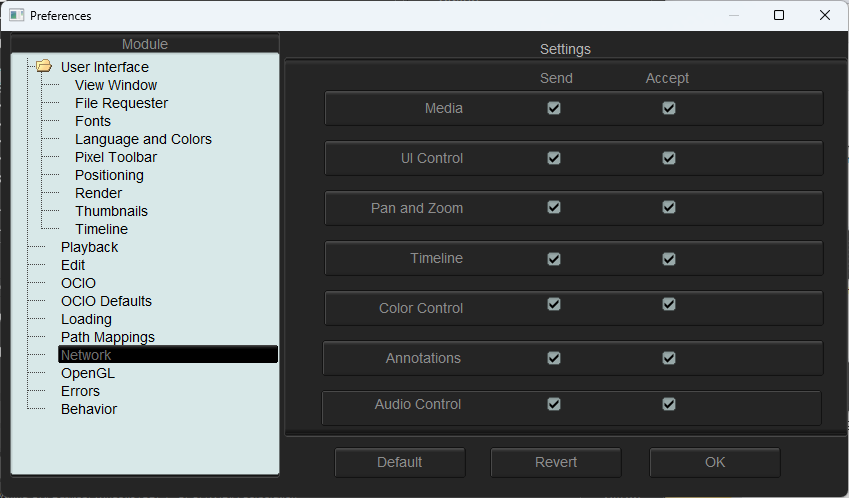 Preferences
Module
User Interface
View Window
File Requester
Fonts
Language and Colors
Pixel Toolbar
Positioning
Render
Thumbnails
Timeline
Playback
Edit
OCIO
OCIO Defaults
Loading
Path Mappings
Network
OpenGL
Errors
Behavior
Settings
Send Accept
Media
UI Control
Pan and Zoom
Timeline
Color Control
Annotations
Audio Control
Default Revert OK